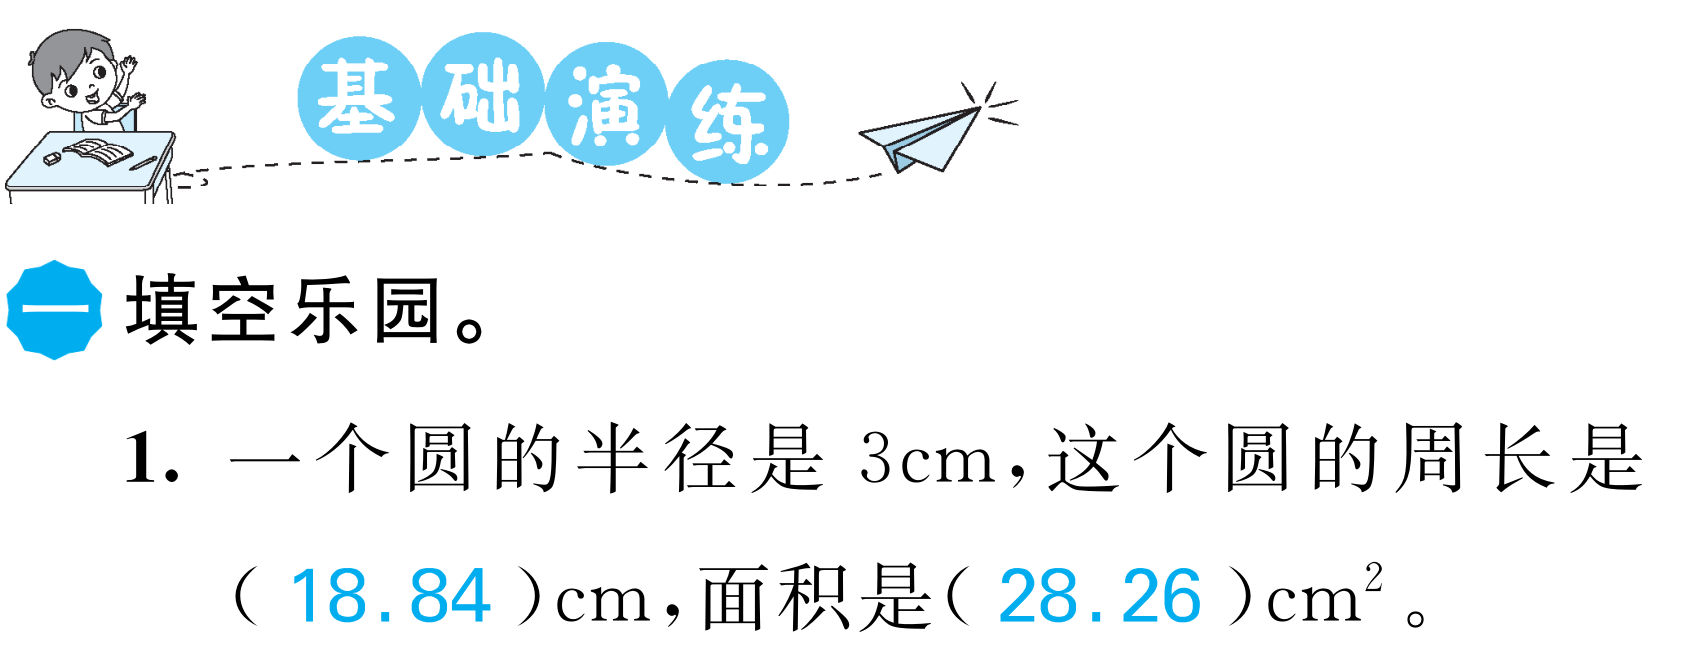 基础演练
一 填空乐园。
1. 一个圆的半径是 3cm,这个圆的周长是
( 18.84 )cm,面积是( 28.26 )cm²。